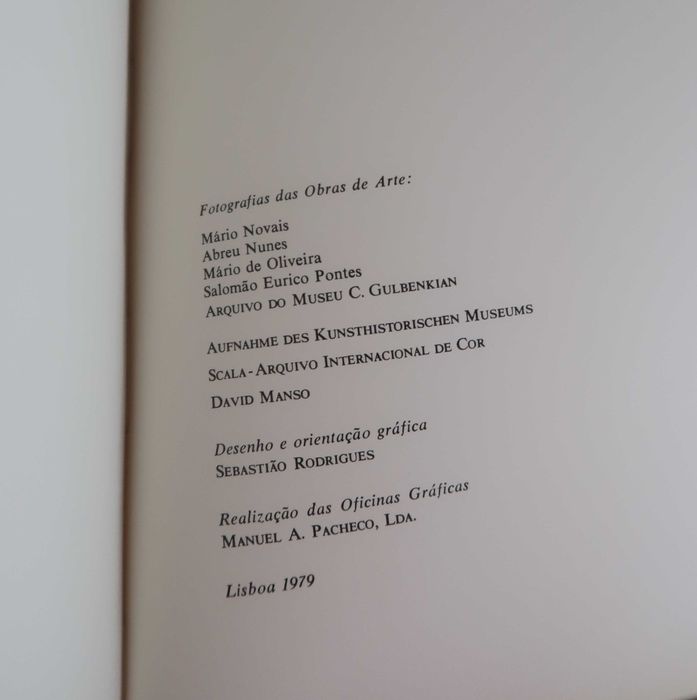 Fotografias das Obras de Arte:
Mário Novais
Abreu Nunes
Mário de Oliveira
Salomão Eurico Pontes
ARQUIVO DO MUSEU C. GULBENKIAN
AUFNAHME DES KUNSTHISTORISCHEN MUSEUMS
SCALA-ARQUIVO INTERNACIONAL DE COR
DAVID MANSO
Desenho e orientação gráfica
SEBASTIÃO RODRIGUES
Realização das Oficinas Gráficas
MANUEL A. PACHECO, LDA.
Lisboa 1979